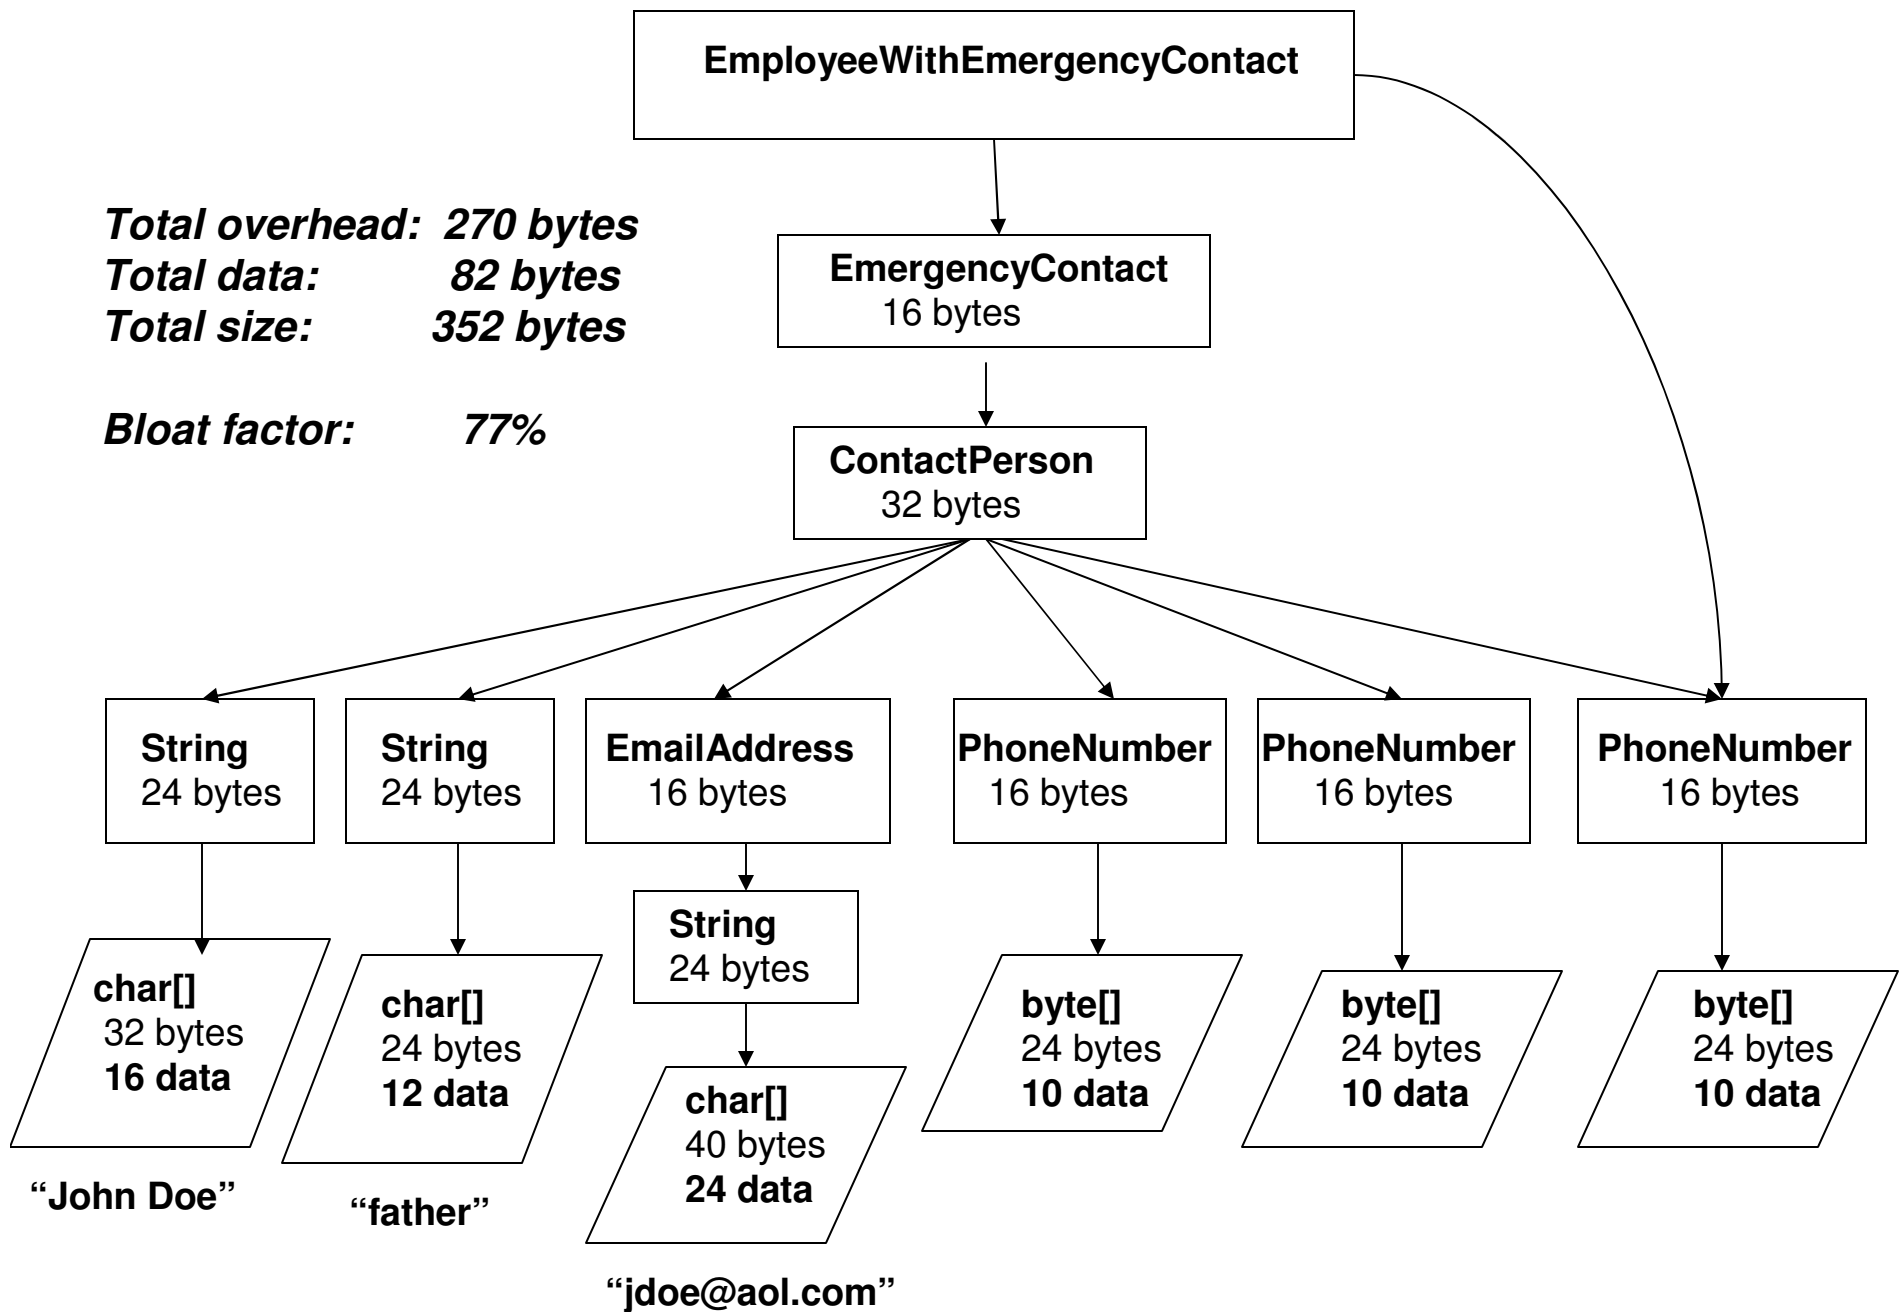 EmployeeWithEmergencyContact
Total overhead: 270 bytes
Total data: 82 bytes
Total size: 352 bytes
Bloat factor: 77%
EmergencyContact
16 bytes
ContactPerson
32 bytes
String
24 bytes
String
24 bytes
EmailAddress
16 bytes
PhoneNumber
16 bytes
PhoneNumber
16 bytes
PhoneNumber
16 bytes
String
24 bytes
char[]
32 bytes
16 data
“John Doe”
char[]
24 bytes
12 data
“father”
char[]
40 bytes
24 data
“jdoe@aol.com”
byte[]
24 bytes
10 data
byte[]
24 bytes
10 data
byte[]
24 bytes
10 data